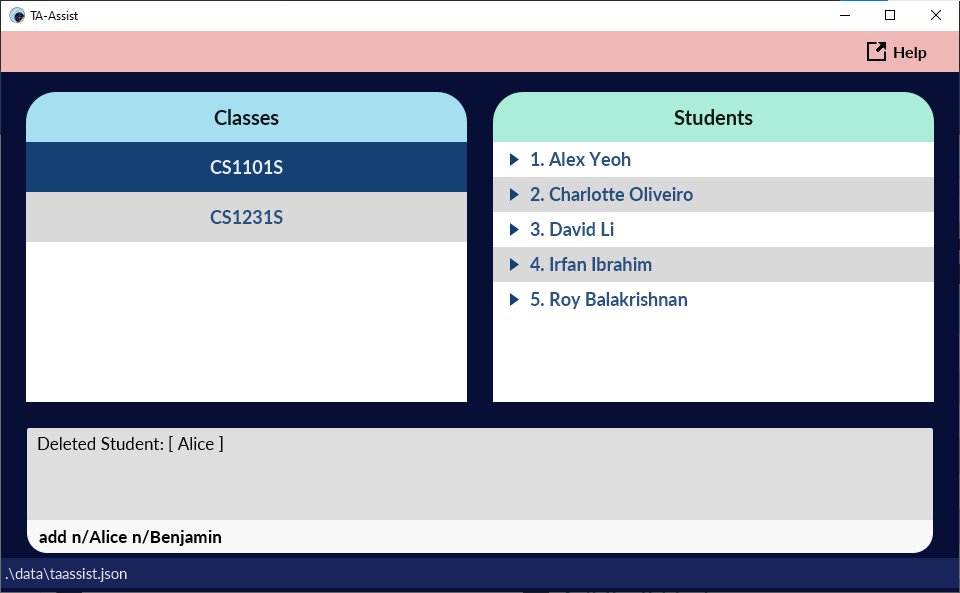 TA-Assist
Help
Classes
CS1101S
CS1231S
Students
1. Alex Yeoh
2. Charlotte Oliveiro
3. David Li
4. Irfan Ibrahim
5. Roy Balakrishnan
Deleted Student: [ Alice ]
add n/Alice n/Benjamin
.\data\taassist.json